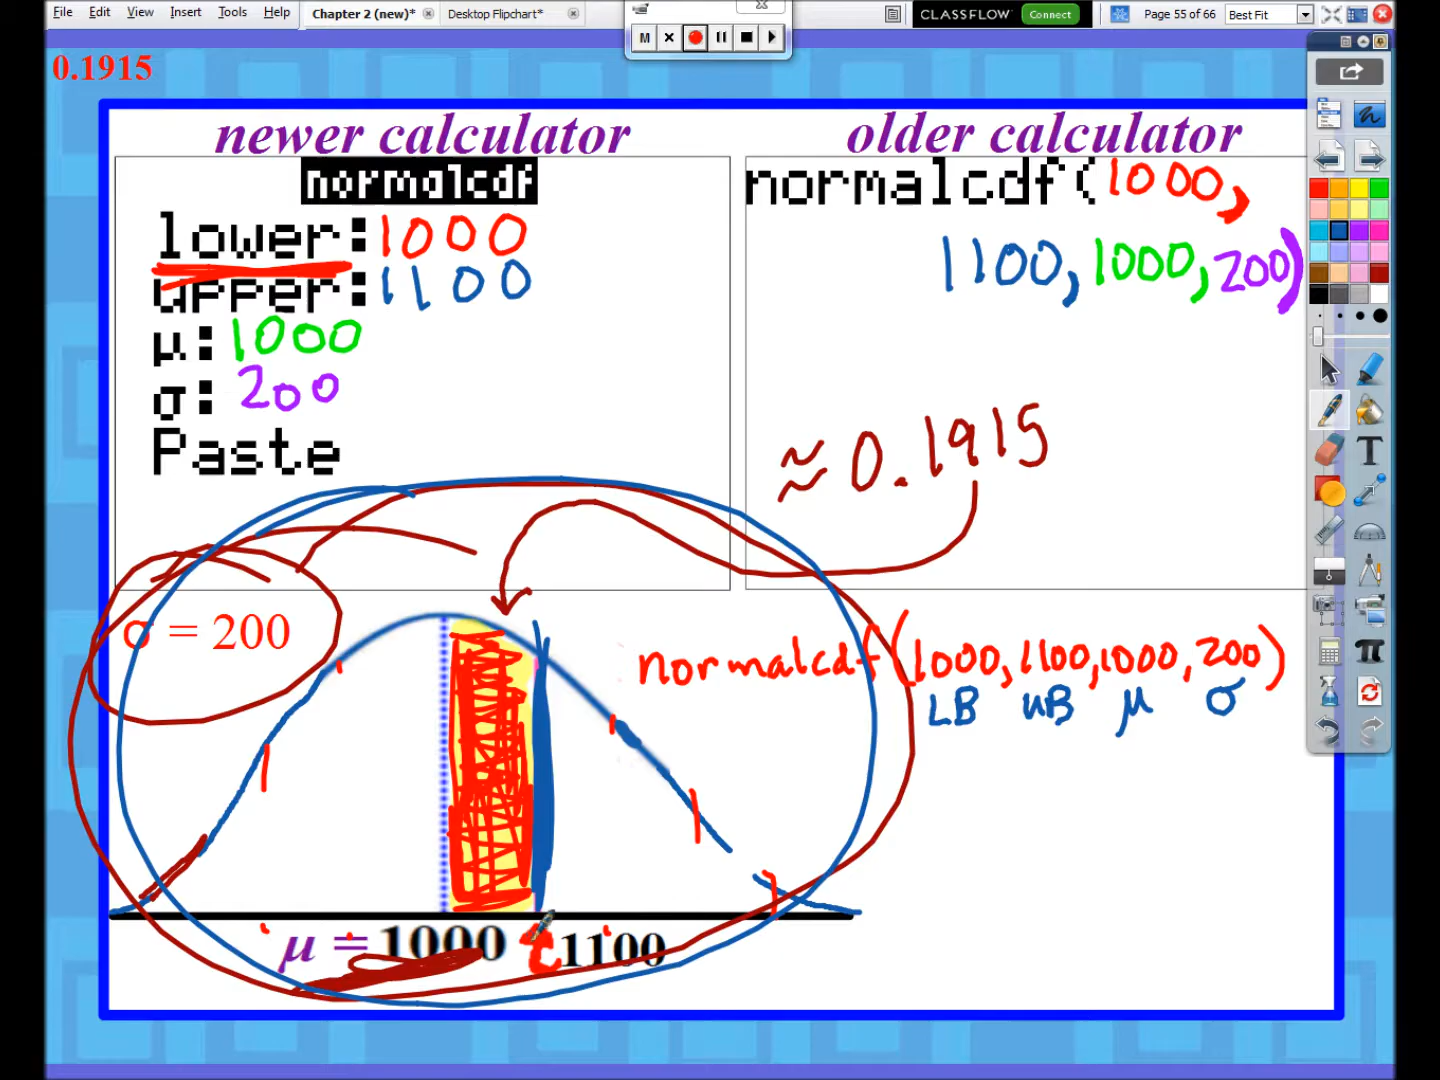 File Edit View Insert Tools Help
Chapter 2 (new)*
Desktop Flipchart*
CLASSFLOW Connect
Page 55 of 66 Best Fit
M
0.1915
newer calculator
older calculator
normalcdf
lower:1000
upper:1100
μ:1000
σ:200
Paste
normalcdf(1000,
1100,1000,200)
≈0.1915
σ = 200
normalcdf(1000,1100,1000,200)
LB UB μ σ
μ = 1000
1100
T
π